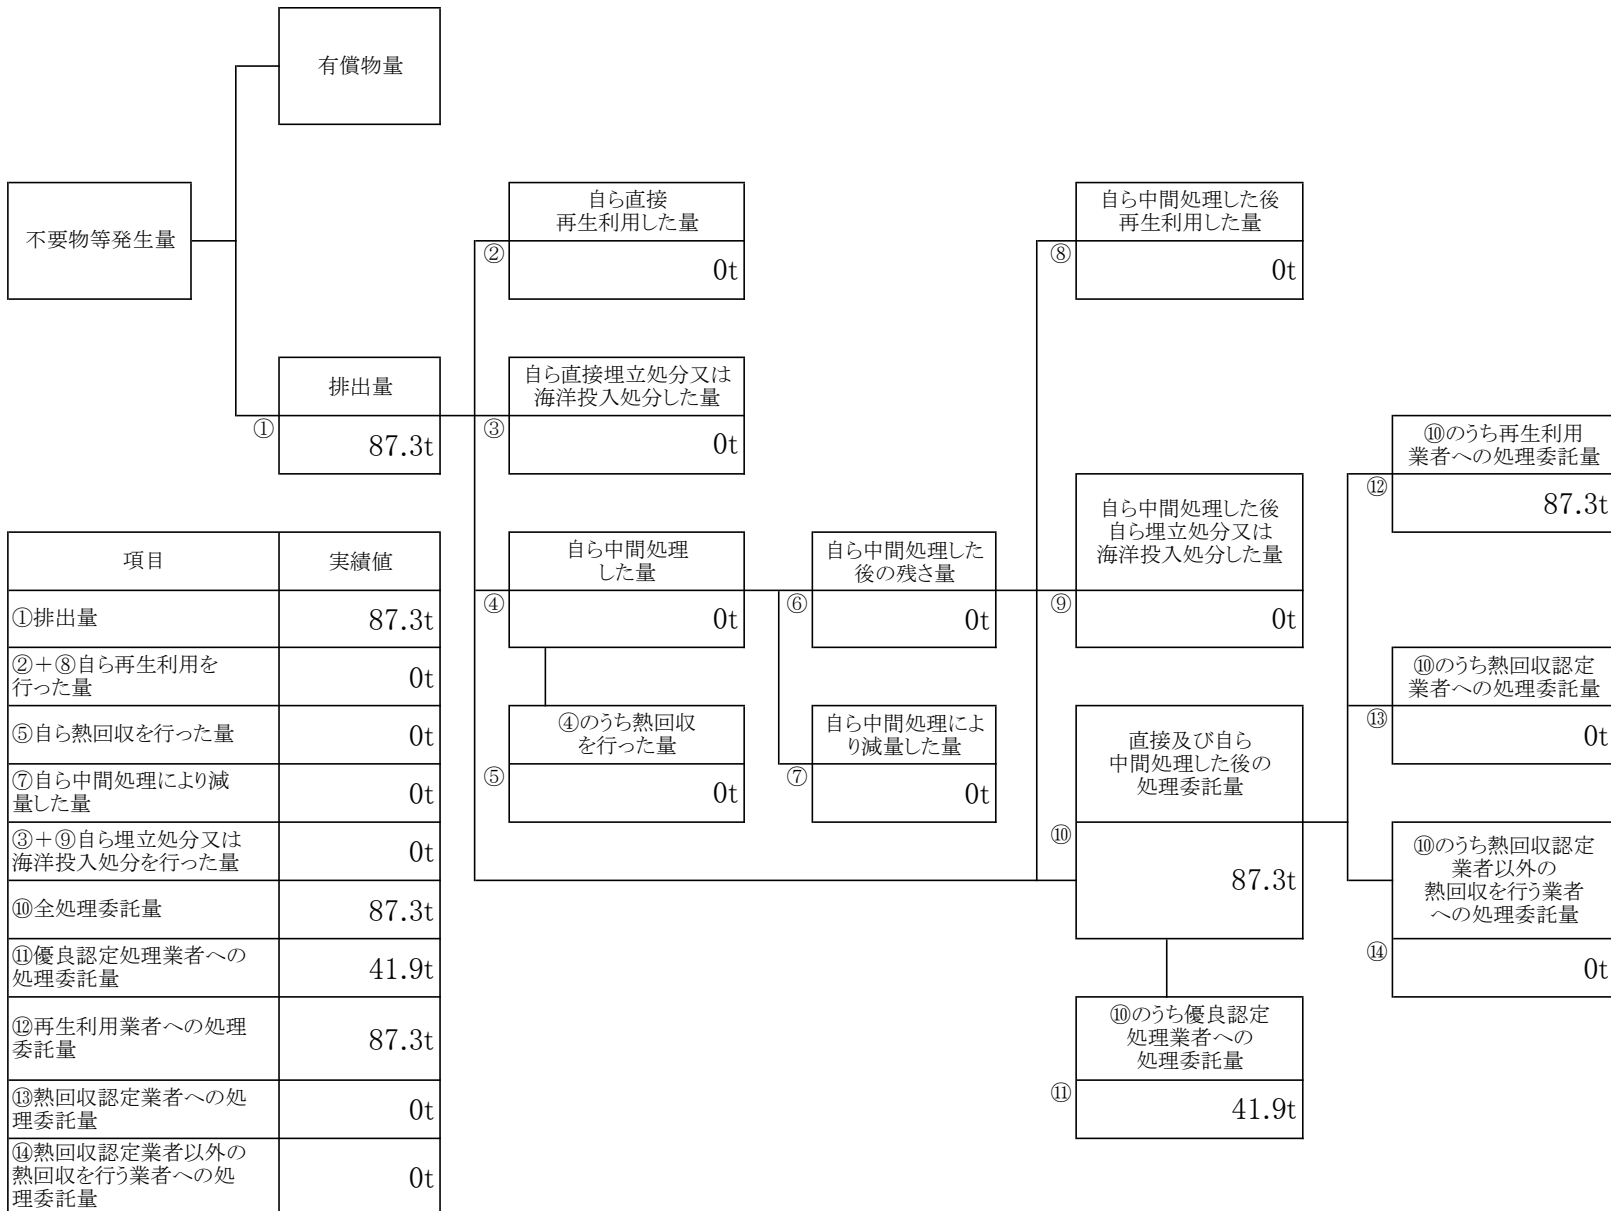 有償物量
不要物等発生量
自ら直接
再生利用した量
②
0t
自ら中間処理した後
再生利用した量
⑧
0t
排出量
①
87.3t
自ら直接埋立処分又は
海洋投入処分した量
③
0t
⑩のうち再生利用
業者への処理委託量
⑫
87.3t
自ら中間処理
した量
④
0t
自ら中間処理した
後の残さ量
⑥
0t
自ら中間処理した後
自ら埋立処分又は
海洋投入処分した量
⑨
0t
⑩のうち熱回収認定
業者への処理委託量
⑬
0t
④のうち熱回収
を行った量
⑤
0t
自ら中間処理によ
り減量した量
⑦
0t
直接及び自ら
中間処理した後の
処理委託量
⑩
87.3t
⑩のうち熱回収認定
業者以外の
熱回収を行う業者
への処理委託量
⑭
0t
⑩のうち優良認定
処理業者への
処理委託量
⑪
41.9t
項目 実績値
①排出量 87.3t
②＋⑧自ら再生利用を
行った量 0t
⑤自ら熱回収を行った量 0t
⑦自ら中間処理により減
量した量 0t
③＋⑨自ら埋立処分又は
海洋投入処分を行った量 0t
⑩全処理委託量 87.3t
⑪優良認定処理業者への
処理委託量 41.9t
⑫再生利用業者への処理
委託量 87.3t
⑬熱回収認定業者への処
理委託量 0t
⑭熱回収認定業者以外の
熱回収を行う業者への処
理委託量 0t